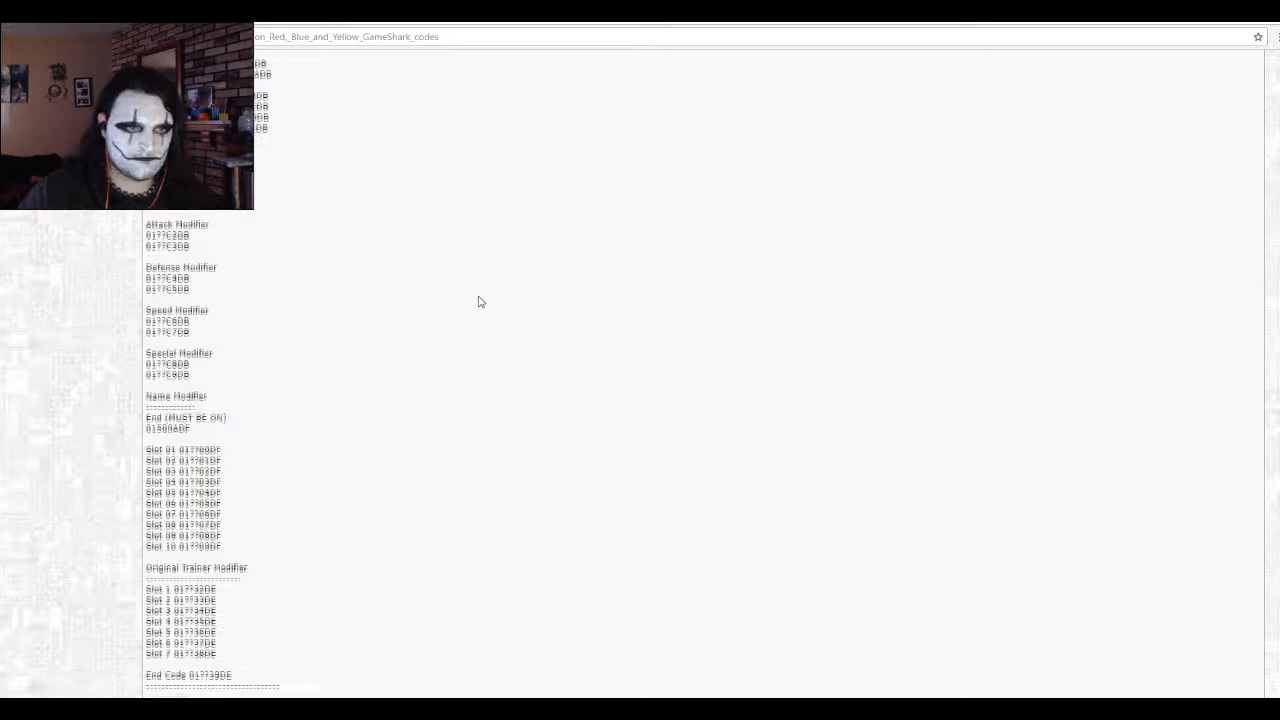 on_Red,_Blue_and_Yellow_GameShark_codes
Attack Modifier
01??C2DB
01??C3DB
Defense Modifier
01??C4DB
01??C5DB
Speed Modifier
01??C6DB
01??C7DB
Special Modifier
01??C8DB
01??C9DB
Name Modifier
-------------
End (MUST BE ON)
01500ADF
Slot 01 01??00DF
Slot 02 01??01DF
Slot 03 01??02DF
Slot 04 01??03DF
Slot 05 01??04DF
Slot 06 01??05DF
Slot 07 01??06DF
Slot 08 01??07DF
Slot 09 01??08DF
Slot 10 01??09DF
Original Trainer Modifier
-------------------------
Slot 1 01??32DE
Slot 2 01??33DE
Slot 3 01??34DE
Slot 4 01??35DE
Slot 5 01??36DE
Slot 6 01??37DE
Slot 7 01??38DE
End Code 01??39DE
-----------------------------------